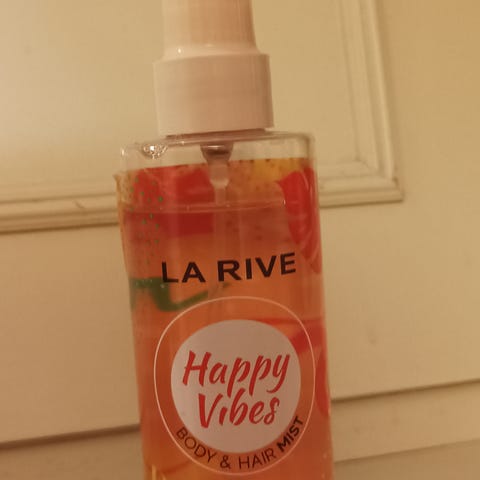 LA RIVE
Happy
Vibes
BODY & HAIR MIST